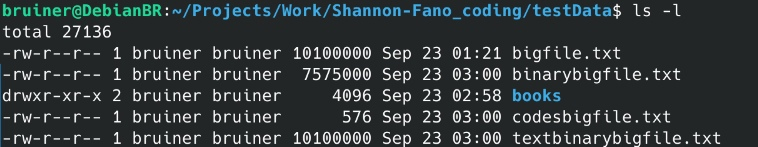 bruiner@DebianBR:~/Projects/Work/Shannon-Fano_coding/testData$ ls -l
total 27136
-rw-r--r-- 1 bruiner bruiner 10100000 Sep 23 01:21 bigfile.txt
-rw-r--r-- 1 bruiner bruiner  7575000 Sep 23 03:00 binarybigfile.txt
drwxr-xr-x 2 bruiner bruiner     4096 Sep 23 02:58 books
-rw-r--r-- 1 bruiner bruiner      576 Sep 23 03:00 codesbigfile.txt
-rw-r--r-- 1 bruiner bruiner 10100000 Sep 23 03:00 textbinarybigfile.txt